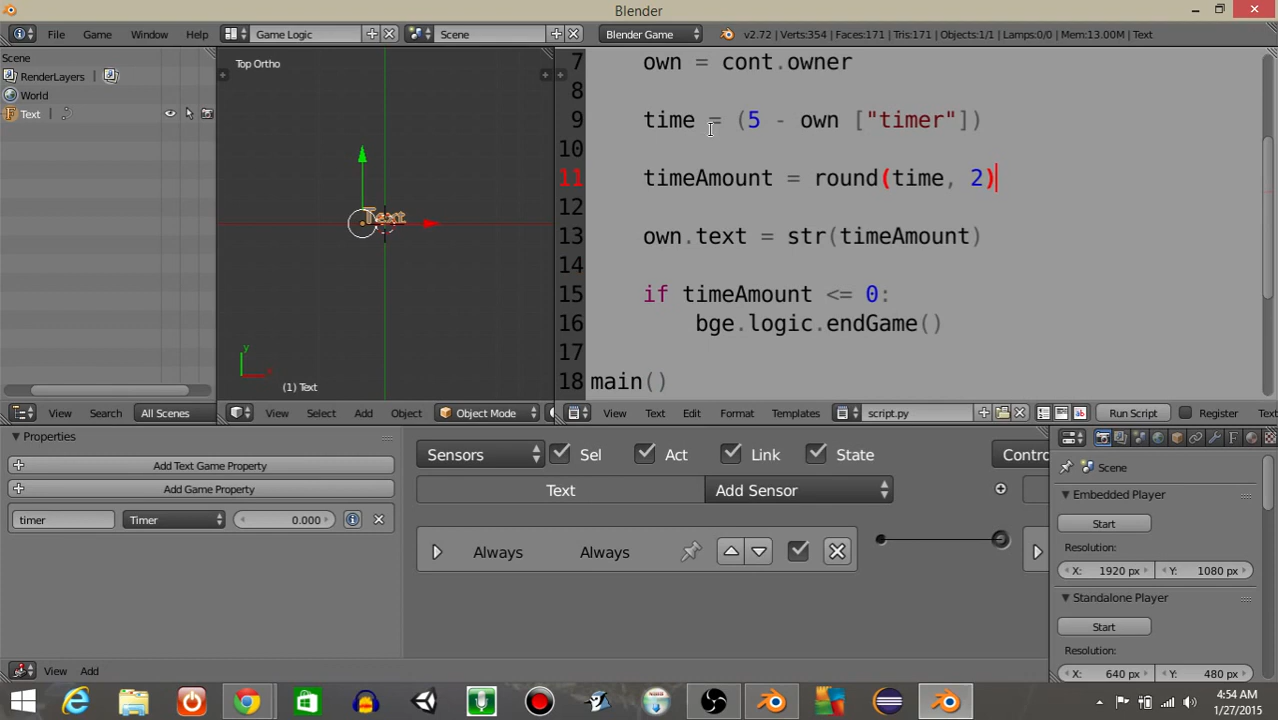 Blender
File Game Window Help Game Logic Scene Blender Game v2.72 | Verts:354 | Faces:171 | Tris:171 | Objects:1/1 | Lamps:0/0 | Mem:13.00M | Text
Scene
RenderLayers
World
Text
View Search All Scenes
Top Ortho
Text
y
(1) Text
View Select Add Object Object Mode
7 own = cont.owner
8
9 time = (5 - own ["timer"])
10
11 timeAmount = round(time, 2)
12
13 own.text = str(timeAmount)
14
15 if timeAmount <= 0:
16 bge.logic.endGame()
17
18 main()
View Text Edit Format Templates script.py Run Script Register Text
Properties
Add Text Game Property
Add Game Property
timer Timer 0.000
Sensors Sel Act Link State Contro
Text Add Sensor
Always Always
View Add
Scene
Embedded Player
Start
Resolution:
X: 1920 px Y: 1080 px
Standalone Player
Start
Resolution:
X: 640 px Y: 480 px
4:54 AM
1/27/2015